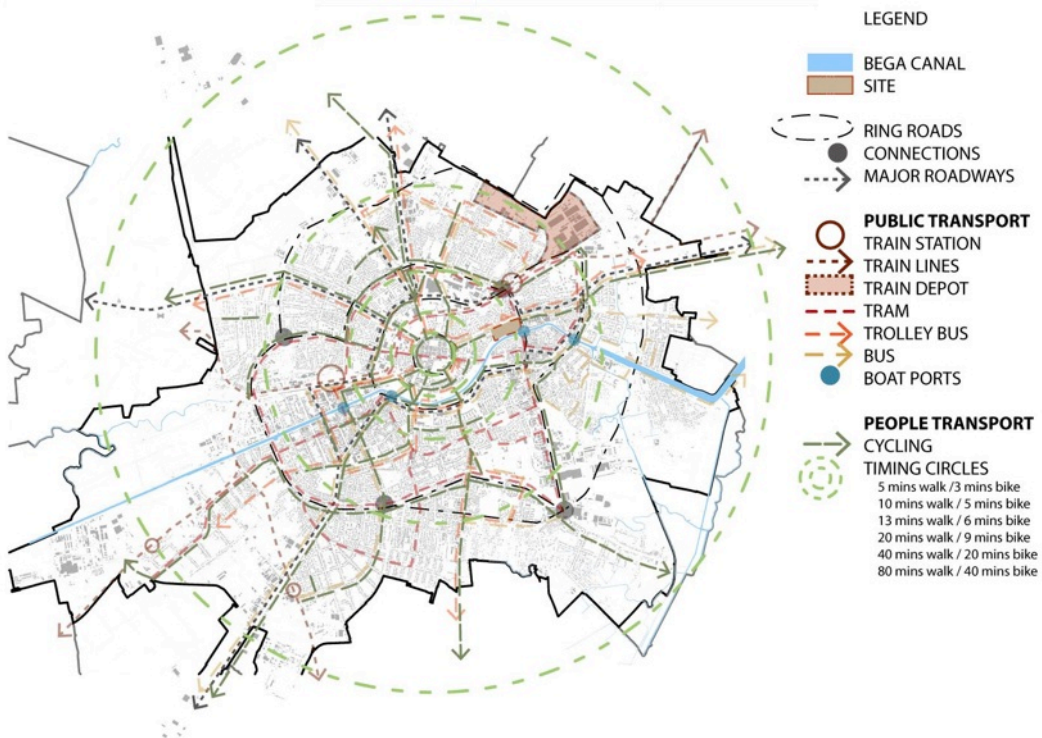 LEGEND
BEGA CANAL
SITE
RING ROADS
CONNECTIONS
MAJOR ROADWAYS
PUBLIC TRANSPORT
TRAIN STATION
TRAIN LINES
TRAIN DEPOT
TRAM
TROLLEY BUS
BUS
BOAT PORTS
PEOPLE TRANSPORT
CYCLING
TIMING CIRCLES
5 mins walk /3 mins bike
10 mins walk / 5 mins bike
13 mins walk / 6 mins bike
20 mins walk / 9 mins bike
40 mins walk / 20 mins bike
80 mins walk / 40 mins bike